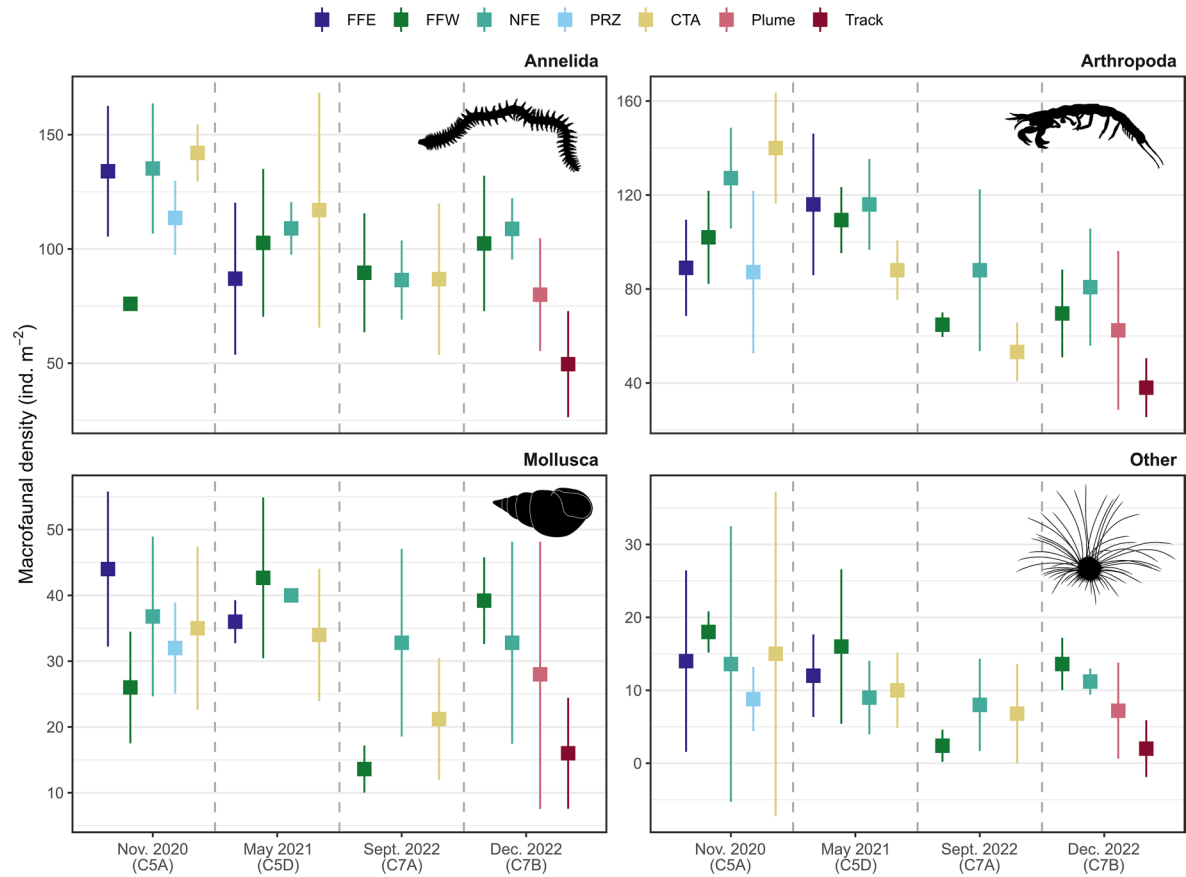 FFE FFW NFE PRZ CTA Plume Track
Annelida
Arthropoda
Macrofaunal density (ind. m⁻²)
150
100
50
160
120
80
40
Mollusca
Other
50
40
30
20
10
30
20
10
0
Nov. 2020 May 2021 Sept. 2022 Dec. 2022
(C5A) (C5D) (C7A) (C7B)
Nov. 2020 May 2021 Sept. 2022 Dec. 2022
(C5A) (C5D) (C7A) (C7B)